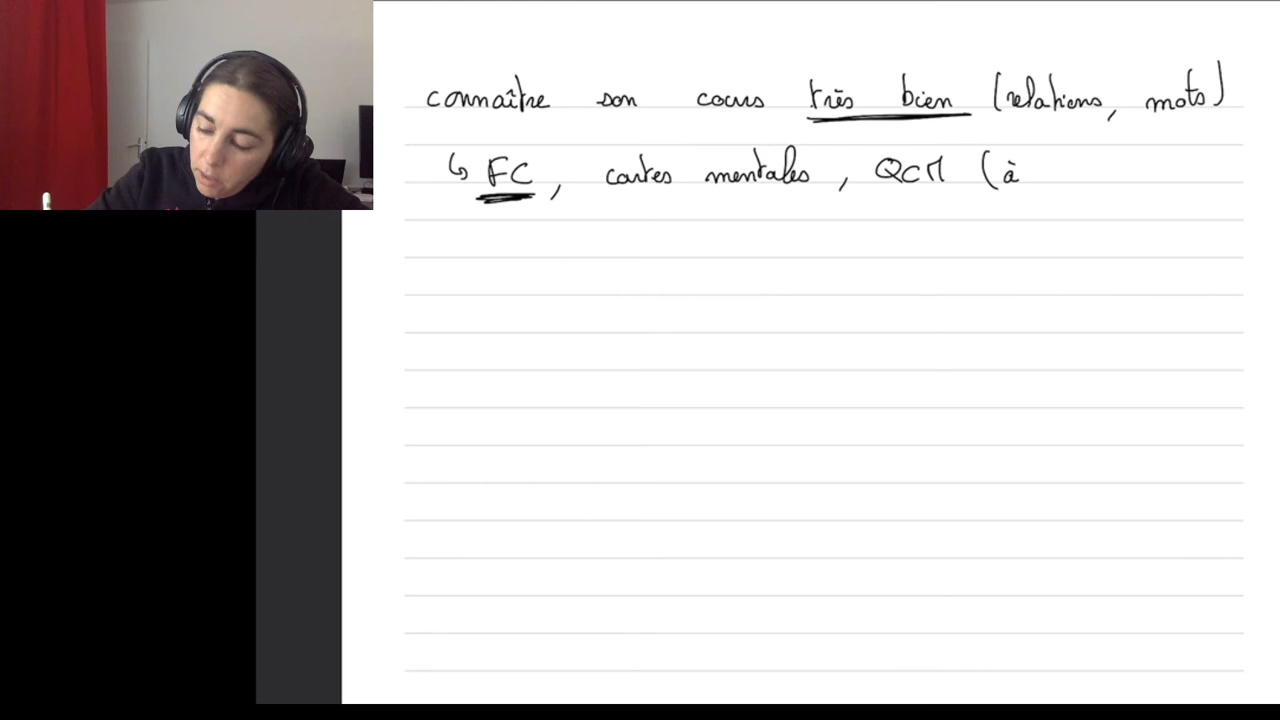 connaître son cours très bien (relations, mots)
↳ FC, cartes mentales, QCM (à